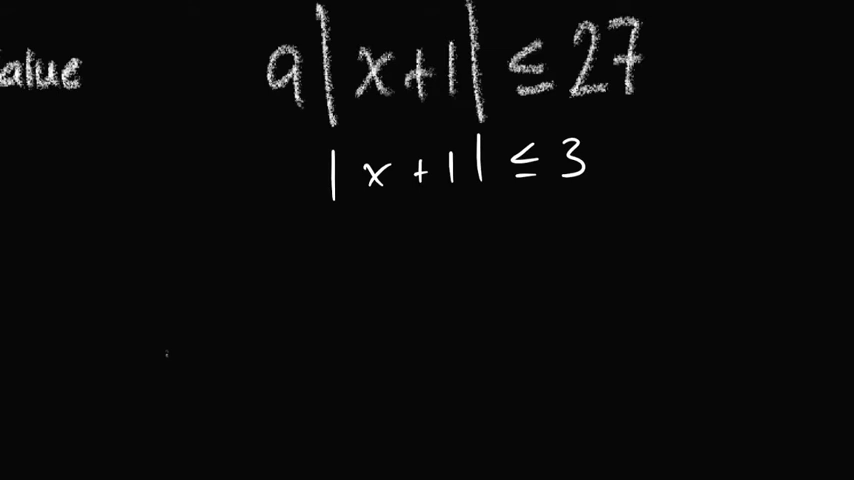 alue 9|x+1| ≤ 27
|x+1| ≤ 3